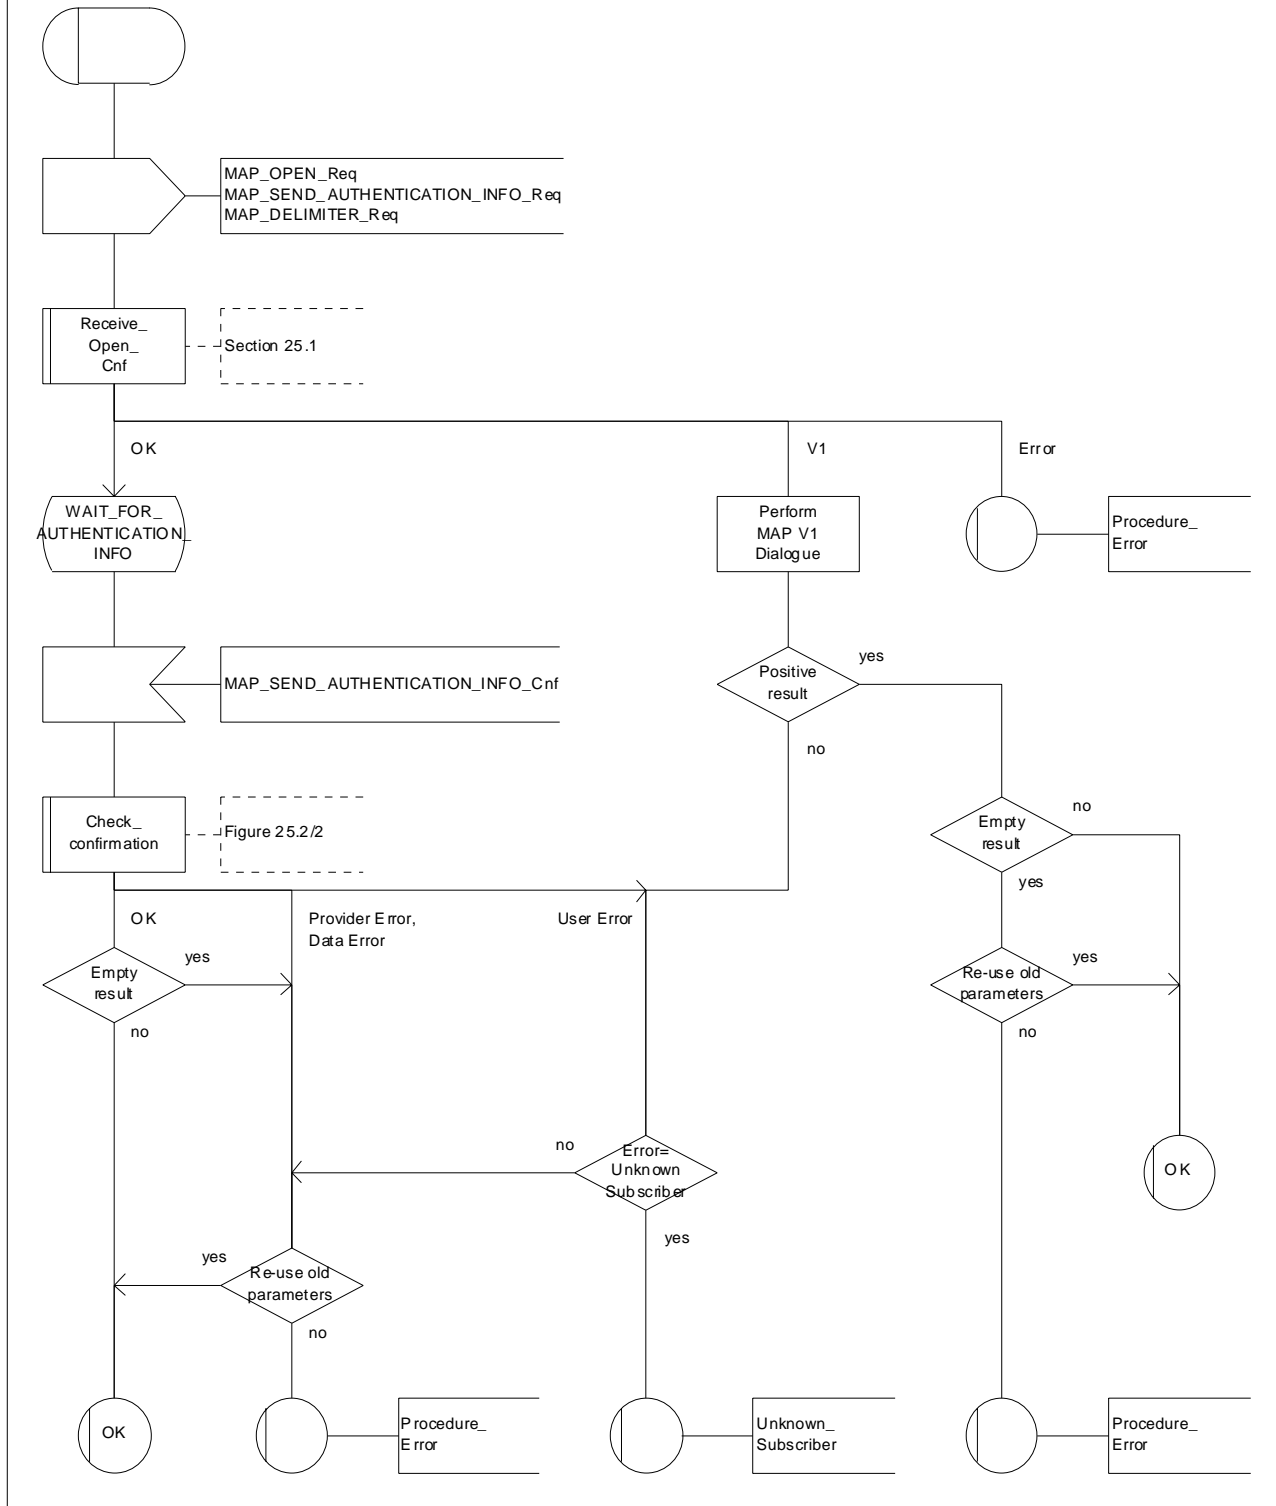 MAP_OPEN_Req
MAP_SEND_AUTHENTICATION_INFO_Req
MAP_DELIMITER_Req
Receive_
Open_
Cnf
Section 25.1
OK
V1
Error
WAIT_FOR_
AUTHENTICATION_
INFO
Perform
MAP V1
Dialogue
Procedure_
Error
MAP_SEND_AUTHENTICATION_INFO_Cnf
Positive
result
yes
no
Check_
confirmation
Figure 25.2/2
Empty
result
no
yes
OK
Provider Error,
Data Error
User Error
Empty
result
yes
no
Re-use old
parameters
yes
no
Error=
Unknown
Subscriber
no
yes
OK
Re-use old
parameters
yes
no
OK
Procedure_
Error
Unknown_
Subscriber
Procedure_
Error